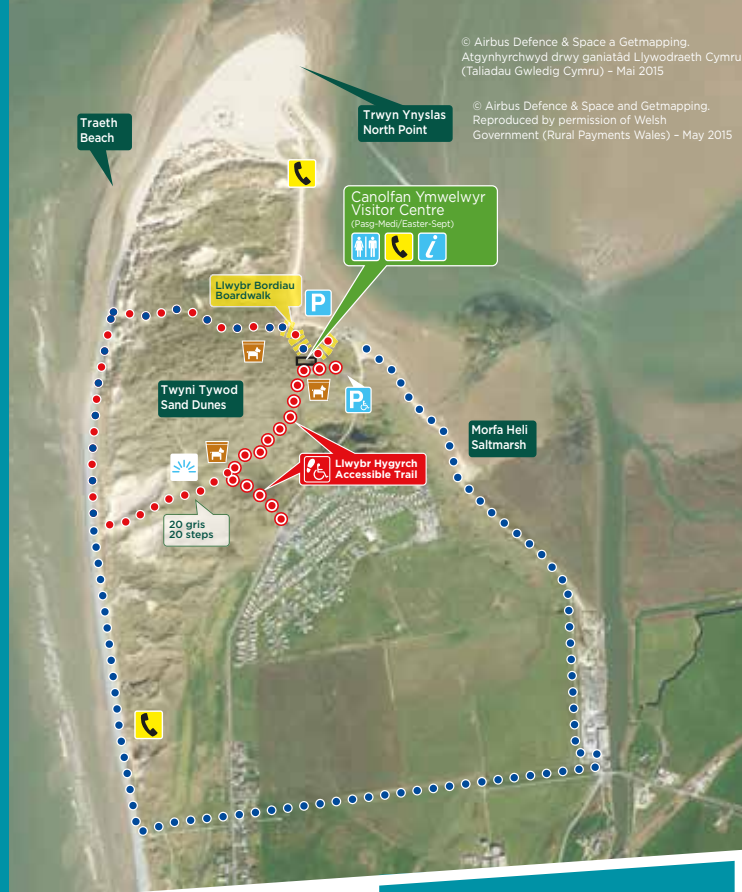 © Airbus Defence & Space a Getmapping.
Atgynhyrchwyd drwy ganiatâd Llywodraeth Cymru
(Taliadau Gwledig Cymru) – Mai 2015
© Airbus Defence & Space and Getmapping.
Reproduced by permission of Welsh
Government (Rural Payments Wales) – May 2015
Traeth
Beach
Trwyn Ynyslas
North Point
Canolfan Ymwelwyr
Visitor Centre
(Pasg-Medi/Easter-Sept)
i
Llwybr Bordiau
Boardwalk
P
Twyni Tywod
Sand Dunes
P
Morfa Heli
Saltmarsh
Llwybr Hygyrch
Accessible Trail
20 gris
20 steps